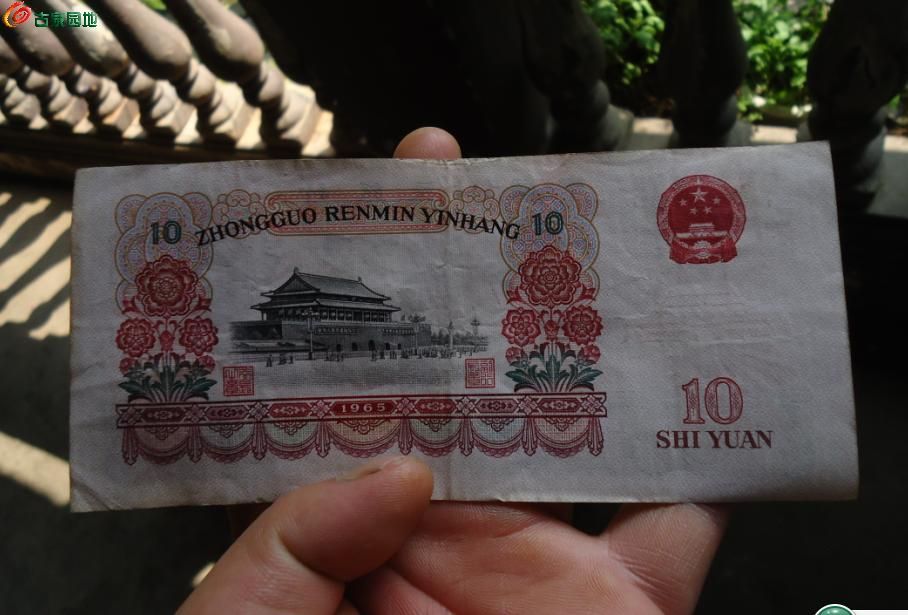 古泉园地
10 ZHONGGUO RENMIN YINHANG 10
1965
10
SHI YUAN